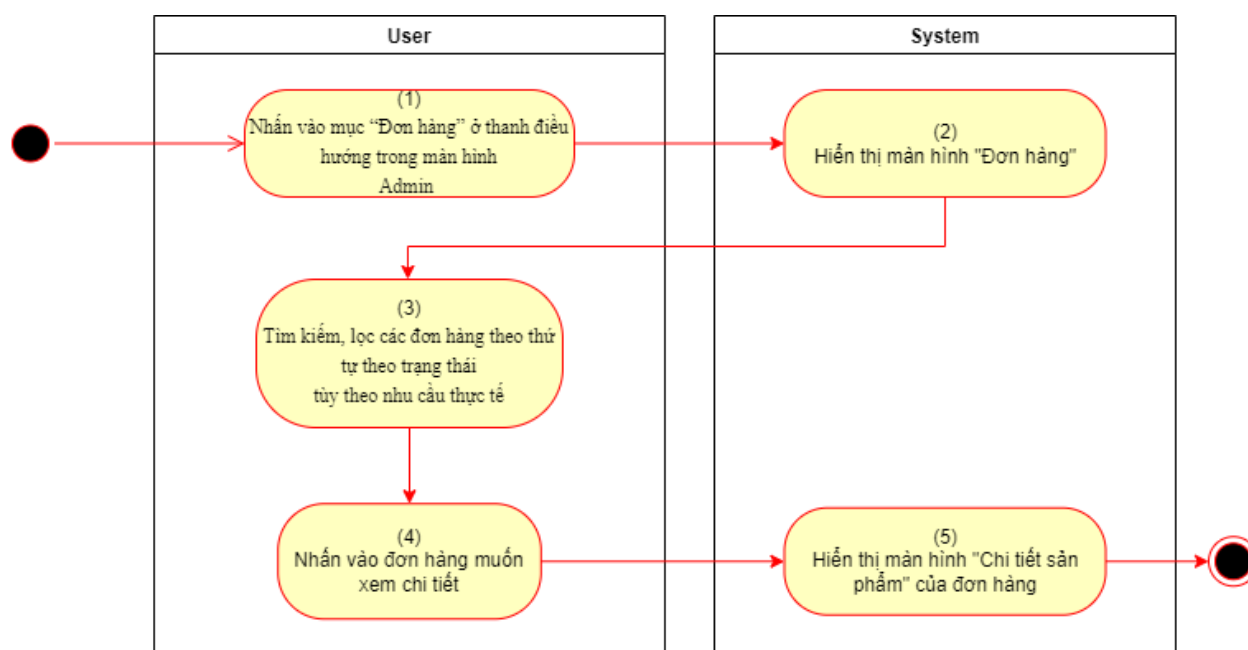 User
System
(1)
Nhấn vào mục “Đơn hàng” ở thanh điều
hướng trong màn hình
Admin
(2)
Hiển thị màn hình "Đơn hàng"
(3)
Tìm kiếm, lọc các đơn hàng theo thứ
tự theo trạng thái
tùy theo nhu cầu thực tế
(4)
Nhấn vào đơn hàng muốn
xem chi tiết
(5)
Hiển thị màn hình "Chi tiết sản
phẩm" của đơn hàng